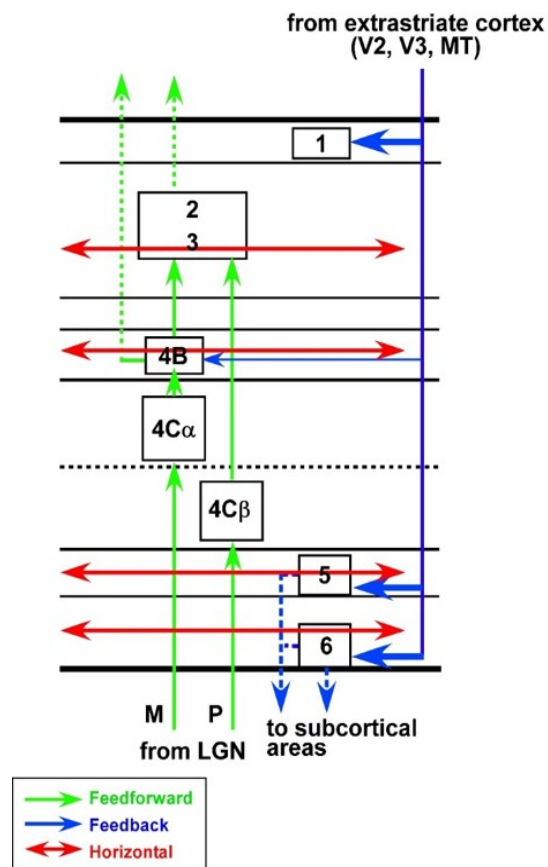 from extrastriate cortex
(V2, V3, MT)
1
2
3
4B
4Cα
4Cβ
5
6
M P
from LGN
to subcortical
areas
Feedforward
Feedback
Horizontal